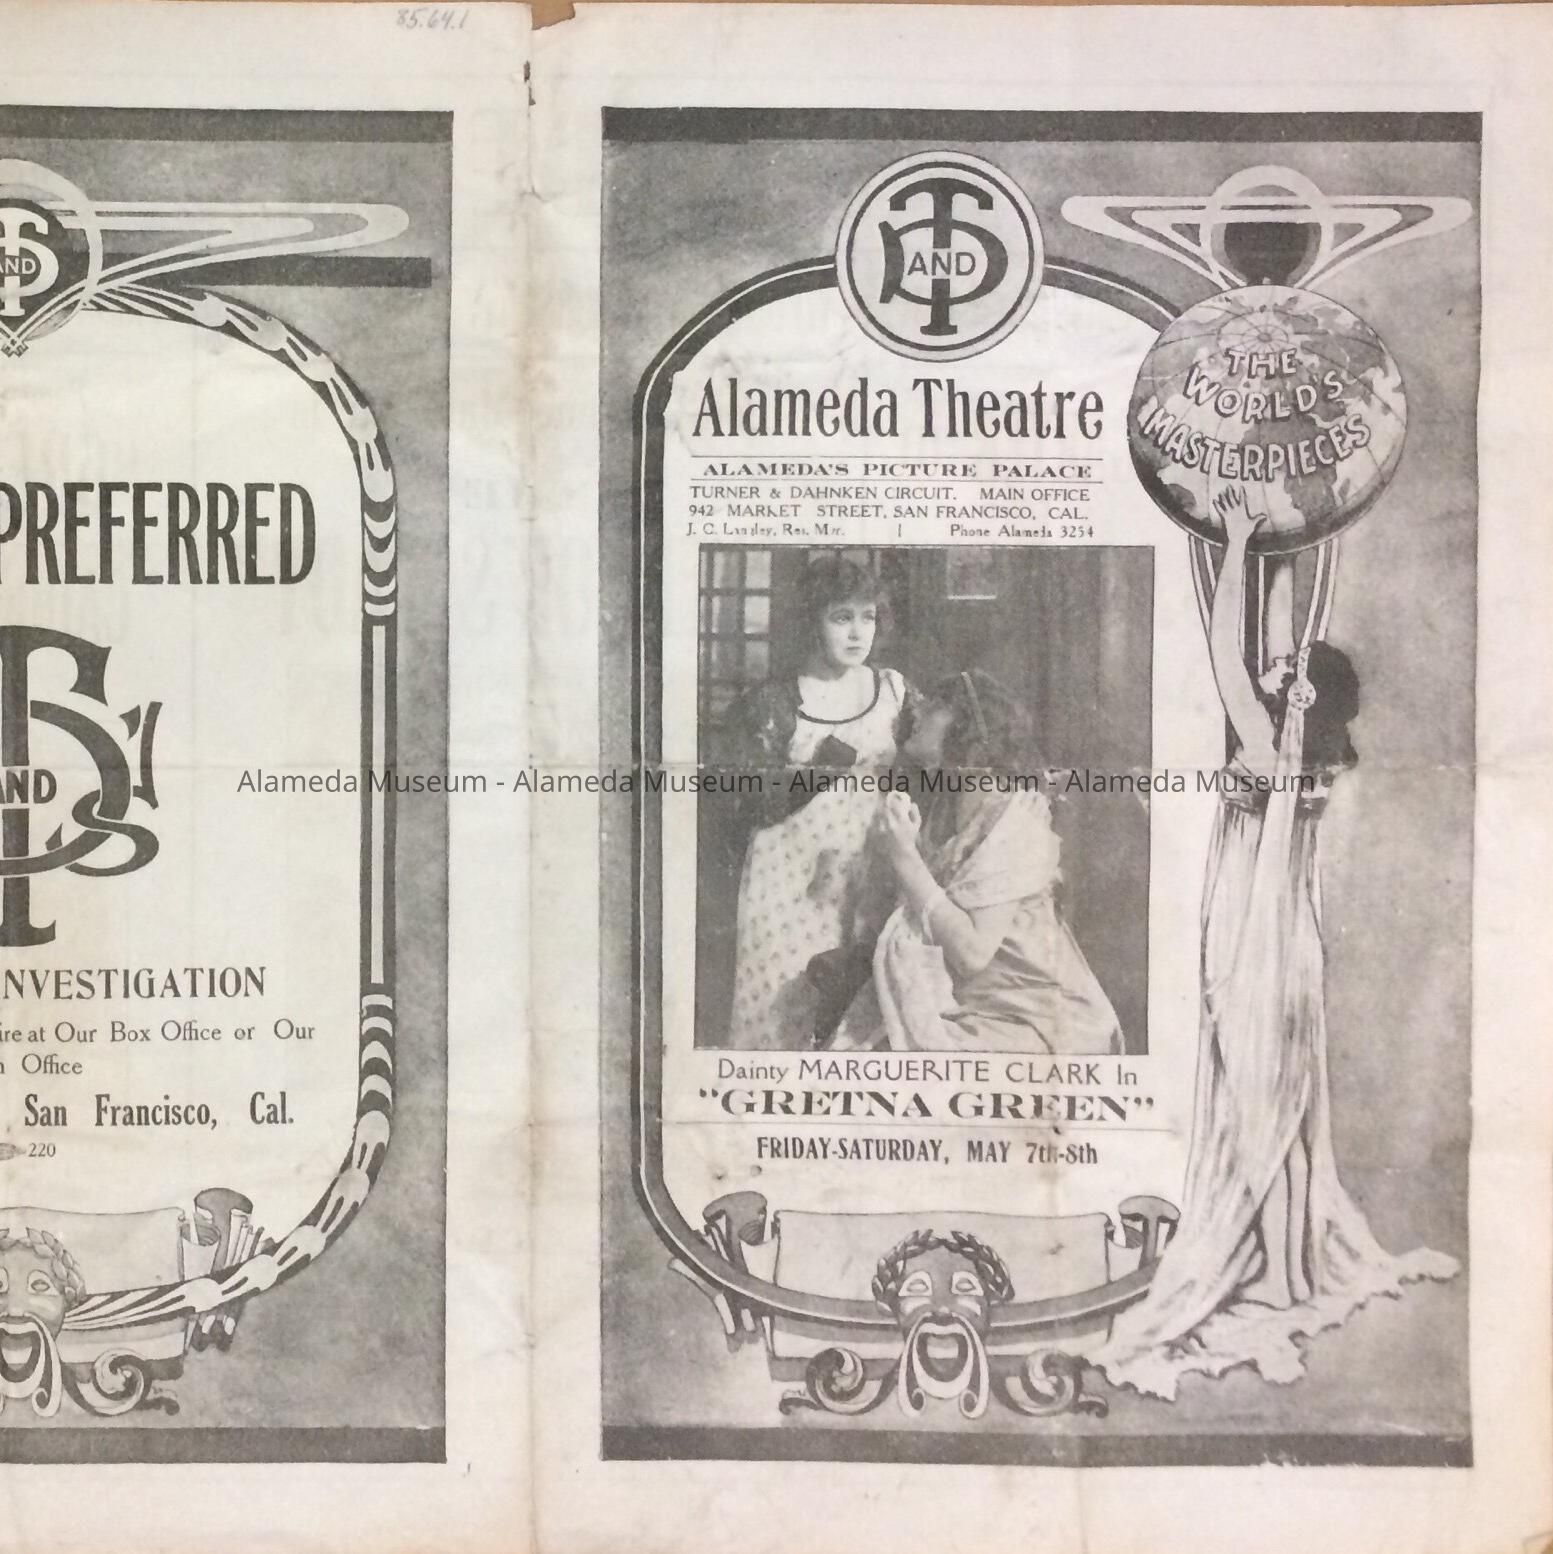 85.64.1
T AND D
PREFERRED
T AND D
INVESTIGATION
at Our Box Office or Our
Office
San Francisco, Cal.
220
T AND D
THE
WORLD'S
MASTERPIECES
Alameda Theatre
ALAMEDA'S PICTURE PALACE
TURNER & DAHNKEN CIRCUIT. MAIN OFFICE
942 MARKET STREET, SAN FRANCISCO, CAL.
J. C. Res. Mgr. | Phone Alameda 3254
Alameda Museum - Alameda Museum - Alameda Museum - Alameda Museum
Dainty MARGUERITE CLARK In
"GRETNA GREEN"
FRIDAY-SATURDAY, MAY 7th-8th